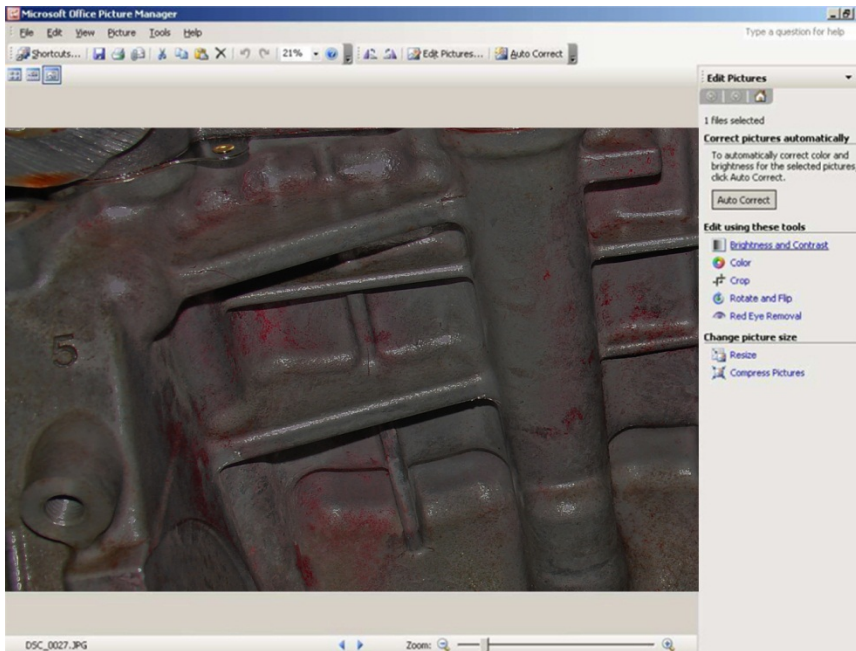 Microsoft Office Picture Manager
File Edit View Picture Tools Help
Type a question for help
Shortcuts...
21%
Edit Pictures...
Auto Correct
Edit Pictures
1 files selected
Correct pictures automatically
To automatically correct color and
brightness for the selected pictures,
click Auto Correct.
Auto Correct
Edit using these tools
Brightness and Contrast
Color
Crop
Rotate and Flip
Red Eye Removal
Change picture size
Resize
Compress Pictures
5
DSC_0027.JPG
Zoom: